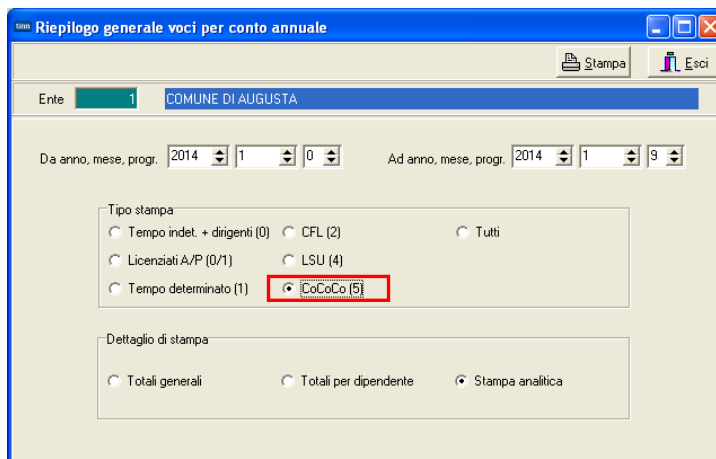 tinn Riepilogo generale voci per conto annuale
Stampa Esci
Ente 1 COMUNE DI AUGUSTA
Da anno, mese, progr. 2014 1 0 Ad anno, mese, progr. 2014 1 9
Tipo stampa
Tempo indet. + dirigenti (0) CFL (2) Tutti
Licenziati A/P (0/1) LSU (4)
Tempo determinato (1) CoCoCo (5)
Dettaglio di stampa
Totali generali Totali per dipendente Stampa analitica